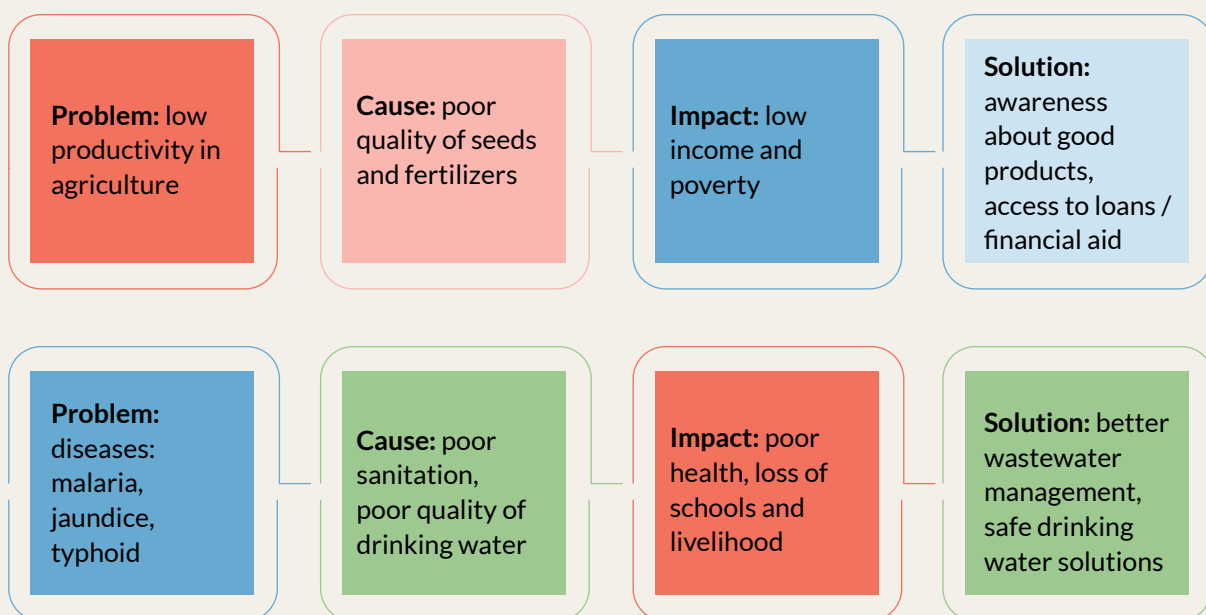 Problem: low
productivity in
agriculture
Cause: poor
quality of seeds
and fertilizers
Impact: low
income and
poverty
Solution:
awareness
about good
products,
access to loans /
financial aid
Problem:
diseases:
malaria,
jaundice,
typhoid
Cause: poor
sanitation,
poor quality of
drinking water
Impact: poor
health, loss of
schools and
livelihood
Solution: better
wastewater
management,
safe drinking
water solutions